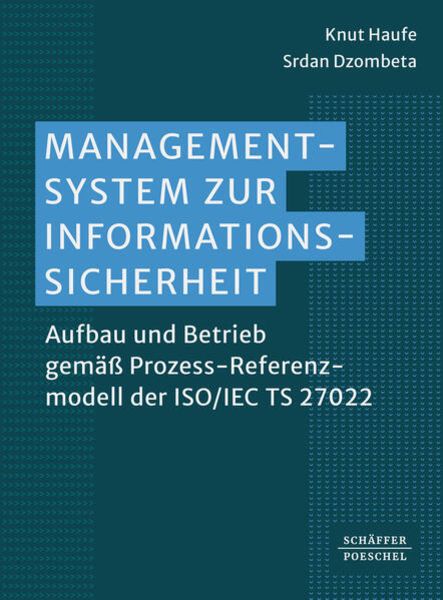 Knut Haufe
Srdan Dzombeta
MANAGEMENT-
SYSTEM ZUR
INFORMATIONS-
SICHERHEIT
Aufbau und Betrieb
gemäß Prozess-Referenz-
modell der ISO/IEC TS 27022
SCHÄFFER
POESCHEL